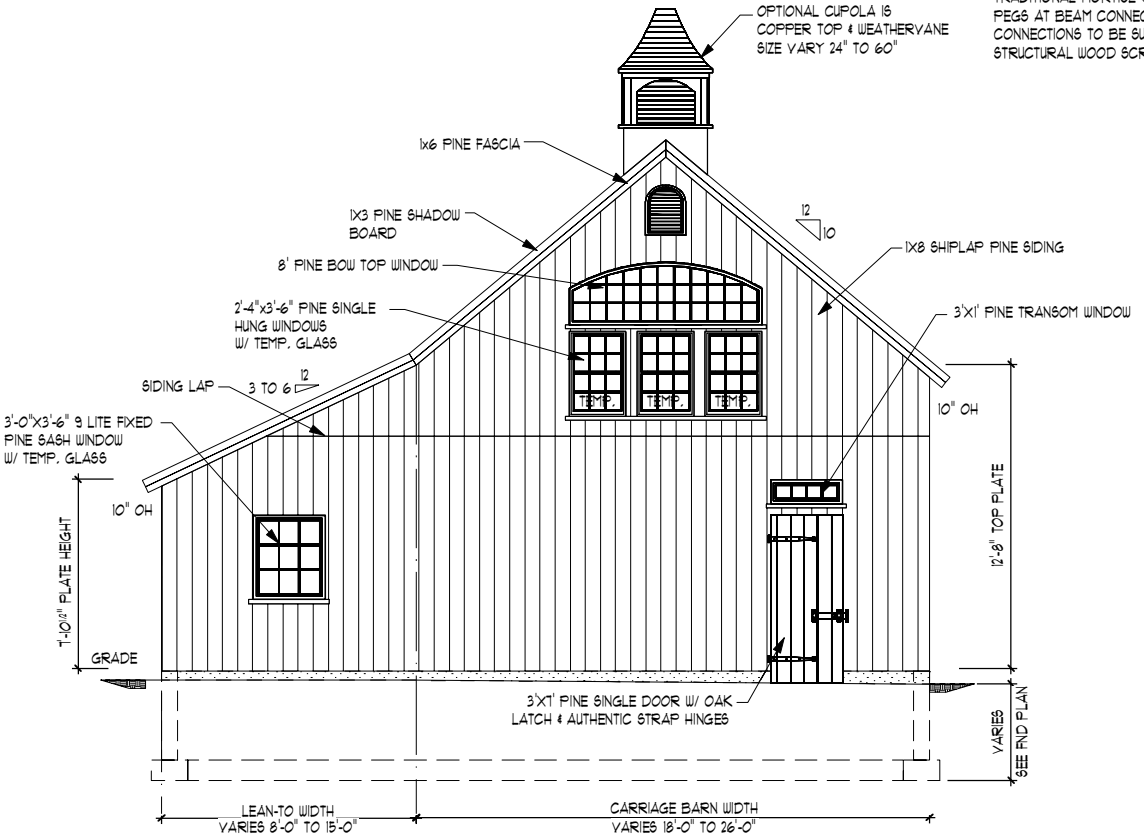 OPTIONAL CUPOLA IS
COPPER TOP & WEATHERVANE
SIZE VARY 24" TO 60"
PEGS AT BEAM
CONNECTIONS TO BE
STRUCTURAL WOOD
1x6 PINE FASCIA
1X3 PINE SHADOW
BOARD
12
10
1X8 SHIPLAP PINE SIDING
8' PINE BOW TOP WINDOW
2'-4"x3'-6" PINE SINGLE
HUNG WINDOWS
W/ TEMP. GLASS
3'X1' PINE TRANSOM WINDOW
12
3 TO 6
SIDING LAP
TEMP. TEMP. TEMP.
10" OH
3'-0"X3'-6" 9 LITE FIXED
PINE SASH WINDOW
W/ TEMP. GLASS
10" OH
7'-10 1/2" PLATE HEIGHT
12'-8" TOP PLATE
GRADE
3'X7' PINE SINGLE DOOR W/ OAK
LATCH & AUTHENTIC STRAP HINGES
VARIES
SEE FND PLAN
LEAN-TO WIDTH
VARIES 8'-0" TO 15'-0"
CARRIAGE BARN WIDTH
VARIES 18'-0" TO 26'-0"